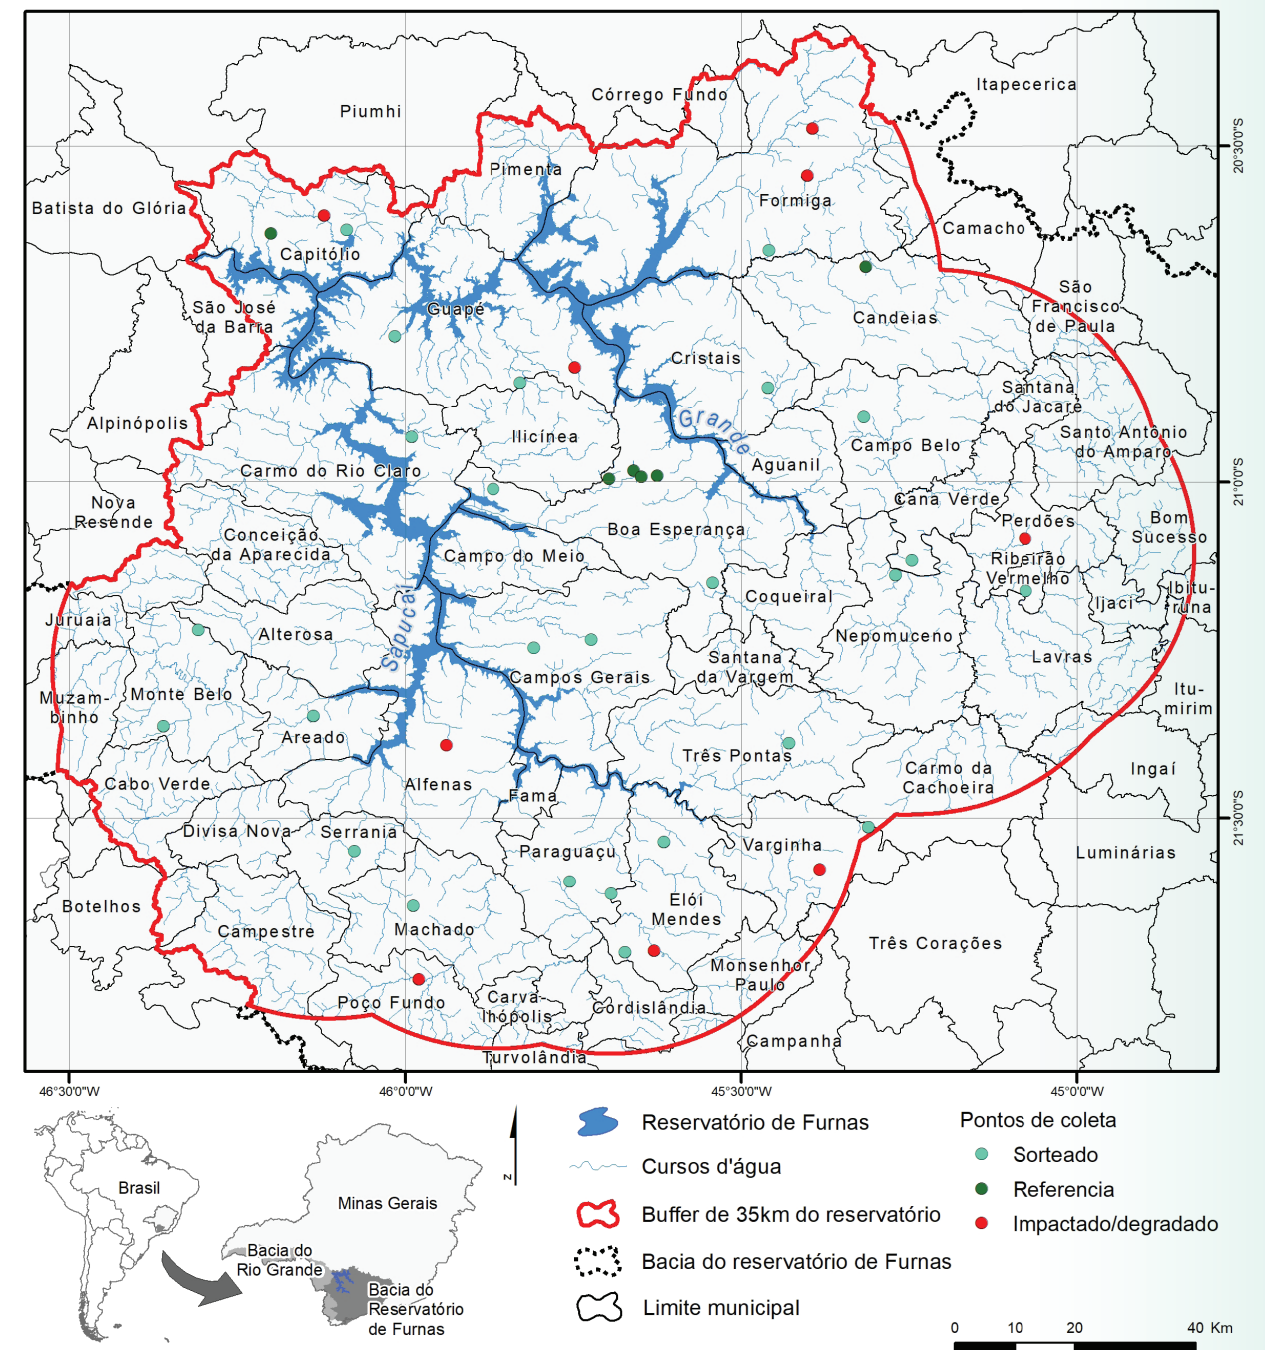 Itapecerica
Córrego Fundo
Piumhi
Pimenta
Formiga
Batista do Glória
Camacho
Capitólio
São
Francisco
de Paula
São José
da Barra
Guapé
Candeias
Cristais
Santana
do Jacaré
Alpinópolis
Grande
Ilicínea
Santo Antônio
do Amparo
Campo Belo
Carmo do Rio Claro
Aguanil
Cana Verde
Nova
Resende
Perdões
Bom
Sucesso
Conceição
da Aparecida
Boa Esperança
Campo do Meio
Ribeirão
Vermelho
Coqueiral
Ijaci
Ibitu-
runa
Juruaia
Alterosa
Sapucaí
Nepomuceno
Lavras
Santana
da Vargem
Campos Gerais
Muzam-
binho
Monte Belo
Itu-
mirim
Areado
Três Pontas
Cabo Verde
Alfenas
Fama
Carmo da
Cachoeira
Ingaí
Divisa Nova
Serrania
Paraguaçu
Varginha
Luminárias
Botelhos
Elói
Mendes
Campestre
Machado
Três Corações
Monsenhor
Paulo
Poço Fundo
Carva-
lhópolis
Cordislândia
Campanha
Turvolândia
20°30'0"S
21°0'0"S
21°30'0"S
46°30'0"W
46°0'0"W
45°30'0"W
45°0'0"W
Brasil
Minas Gerais
Bacia do
Rio Grande
Bacia do
Reservatório
de Furnas
N
Reservatório de Furnas
Cursos d'água
Buffer de 35km do reservatório
Bacia do reservatório de Furnas
Limite municipal
Pontos de coleta
Sorteado
Referencia
Impactado/degradado
0 10 20 40 Km